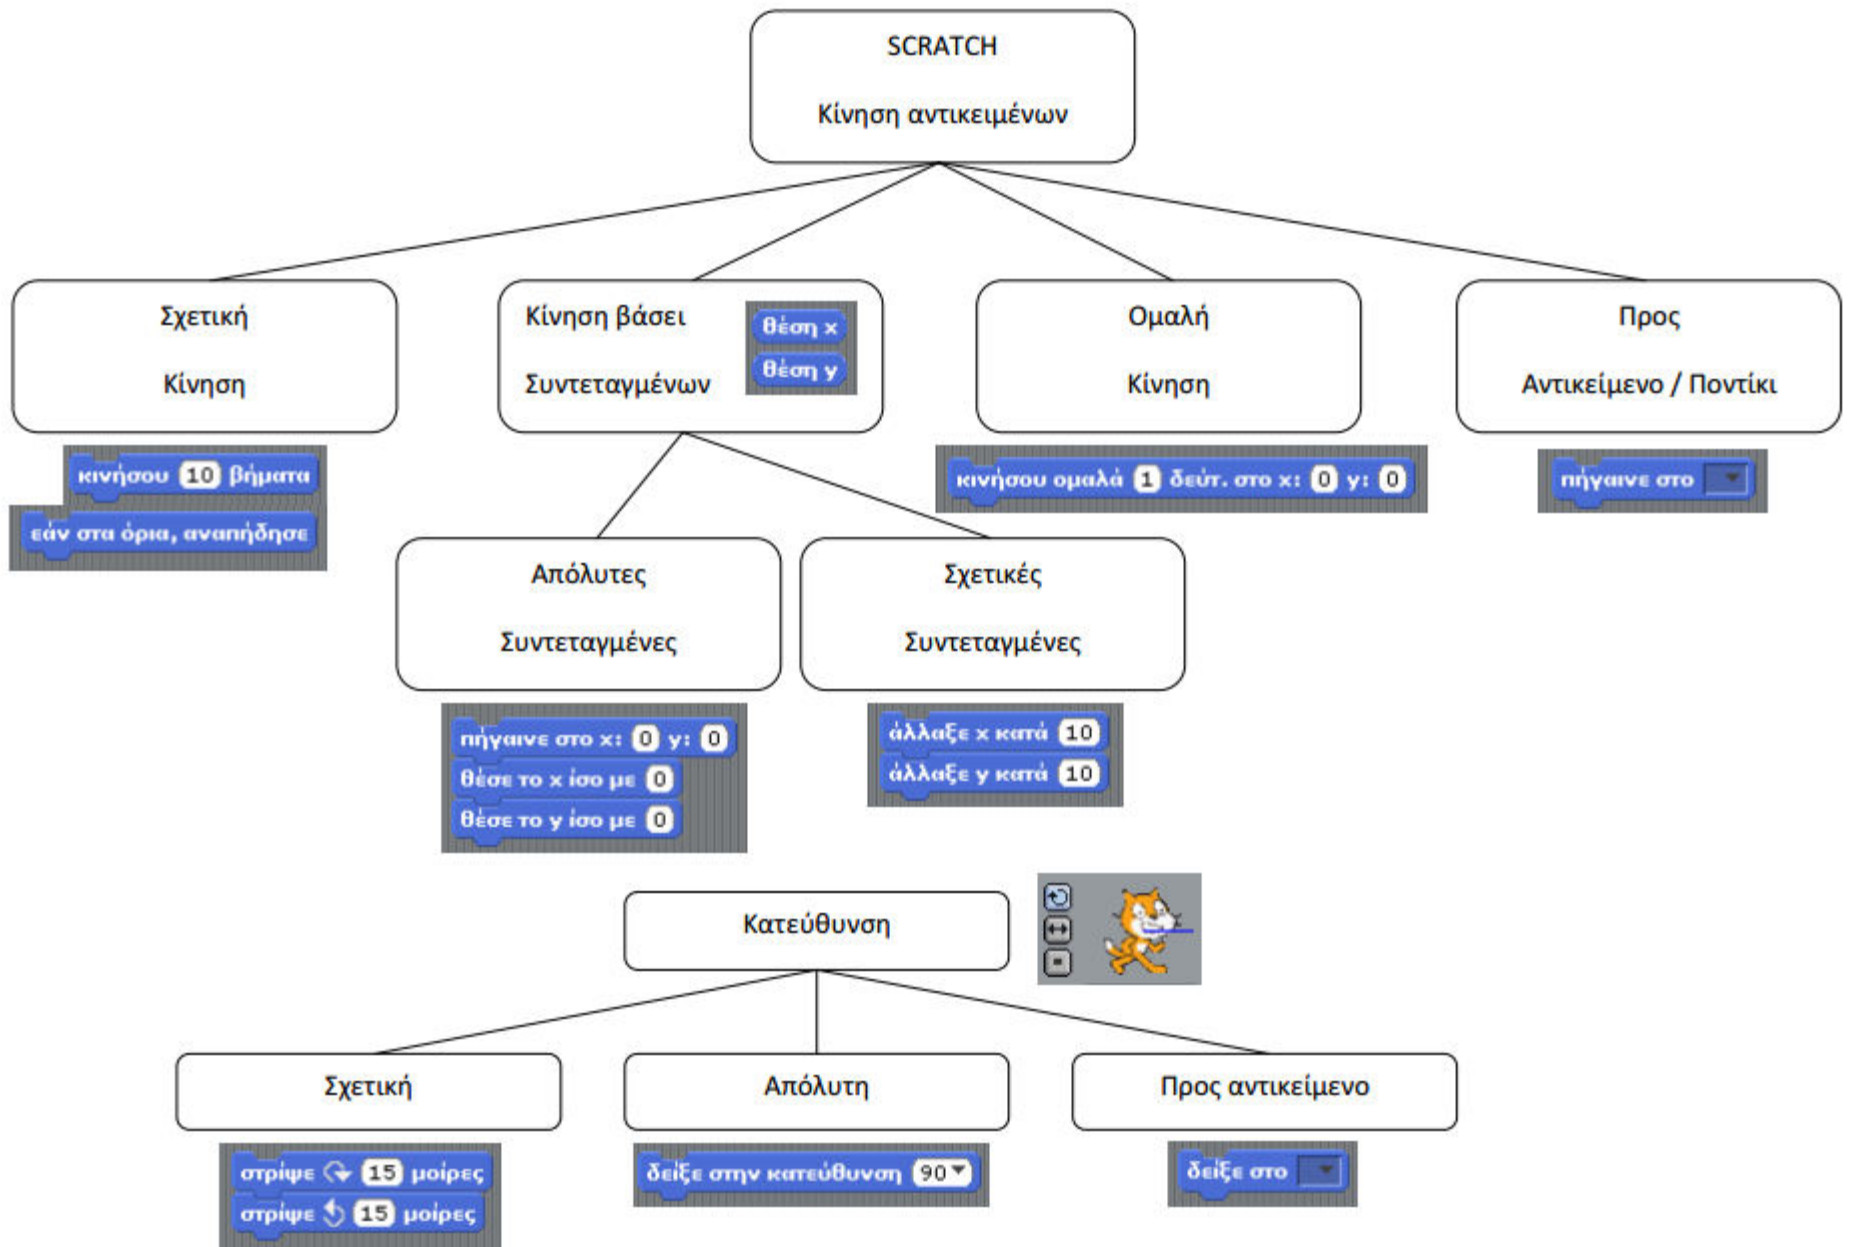 SCRATCH
Κίνηση αντικειμένων
Σχετική
Κίνηση
κινήσου 10 βήματα
εάν στα όρια, αναπήδησε
Κίνηση βάσει
Συντεταγμένων
θέση x
θέση y
Ομαλή
Κίνηση
κινήσου ομαλά 1 δεύτ. στο x: 0 y: 0
Προς
Αντικείμενο / Ποντίκι
πήγαινε στο
Απόλυτες
Συντεταγμένες
πήγαινε στο x: 0 y: 0
θέσε το x ίσο με 0
θέσε το y ίσο με 0
Σχετικές
Συντεταγμένες
άλλαξε x κατά 10
άλλαξε y κατά 10
Κατεύθυνση
Σχετική
στρίψε 15 μοίρες
στρίψε 15 μοίρες
Απόλυτη
δείξε στην κατεύθυνση 90
Προς αντικείμενο
δείξε στο